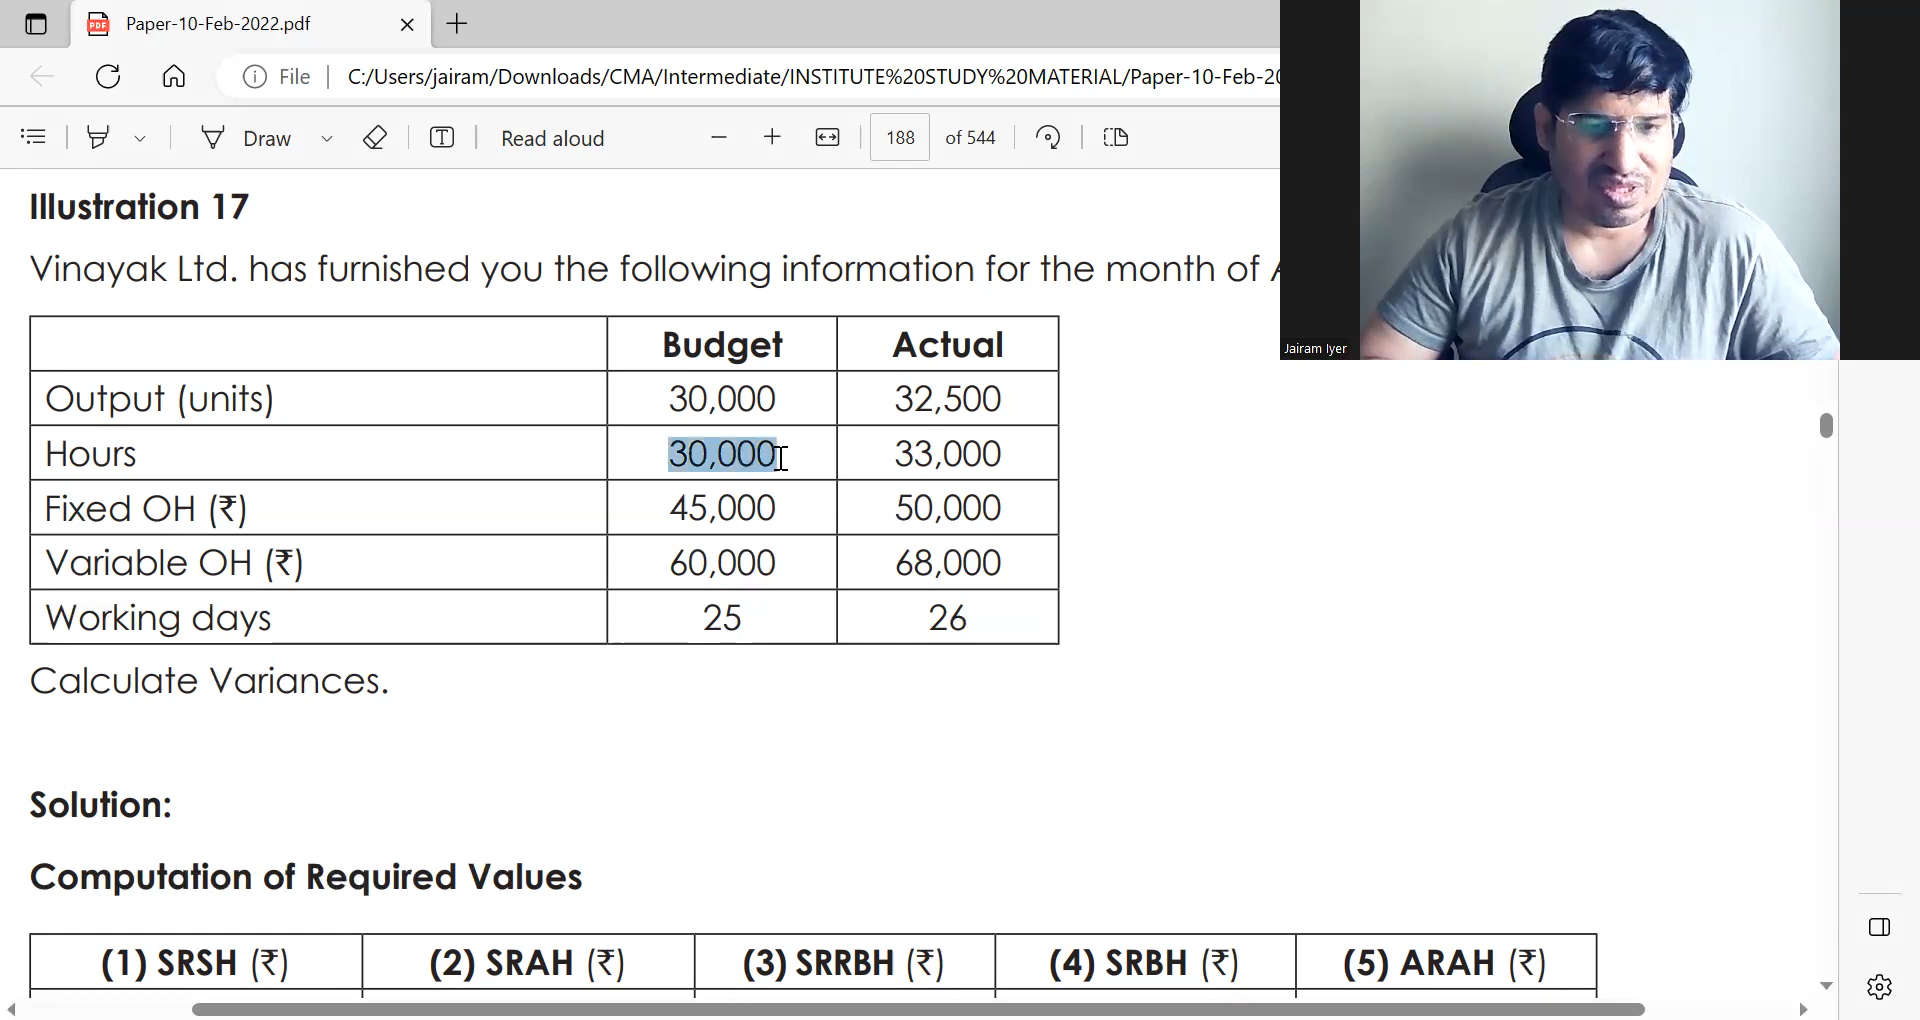 Paper-10-Feb-2022.pdf
File | C:/Users/jairam/Downloads/CMA/Intermediate/INSTITUTE%20STUDY%20MATERIAL/Paper-10-Feb-20
Draw Read aloud 188 of 544
Jairam Iyer
Illustration 17
Vinayak Ltd. has furnished you the following information for the month of
Budget Actual
Output (units) 30,000 32,500
Hours 30,000 33,000
Fixed OH (₹) 45,000 50,000
Variable OH (₹) 60,000 68,000
Working days 25 26
Calculate Variances.
Solution:
Computation of Required Values
(1) SRSH (₹) (2) SRAH (₹) (3) SRRBH (₹) (4) SRBH (₹) (5) ARAH (₹)